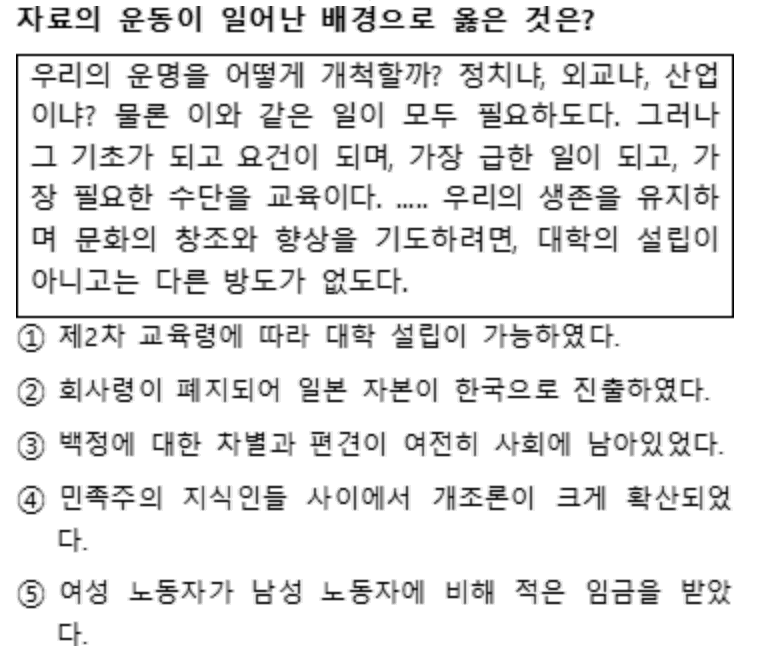 자료의 운동이 일어난 배경으로 옳은 것은?
우리의 운명을 어떻게 개척할까? 정치냐, 외교냐, 산업
이냐? 물론 이와 같은 일이 모두 필요하도다. 그러나
그 기초가 되고 요건이 되며, 가장 급한 일이 되고, 가
장 필요한 수단을 교육이다. ..... 우리의 생존을 유지하
며 문화의 창조와 향상을 기도하려면, 대학의 설립이
아니고는 다른 방도가 없도다.
① 제2차 교육령에 따라 대학 설립이 가능하였다.
② 회사령이 폐지되어 일본 자본이 한국으로 진출하였다.
③ 백정에 대한 차별과 편견이 여전히 사회에 남아있었다.
④ 민족주의 지식인들 사이에서 개조론이 크게 확산되었
다.
⑤ 여성 노동자가 남성 노동자에 비해 적은 임금을 받았
다.